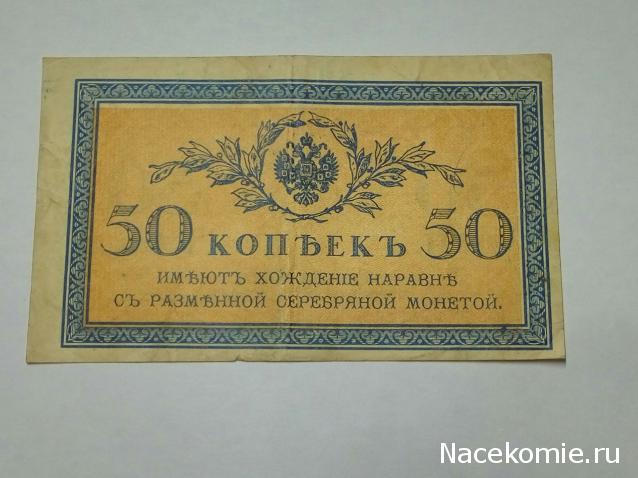 50 КОПѢЕКЪ 50
ИМѢЮТЪ ХОЖДЕНІЕ НАРАВНѢ
СЪ РАЗМѢННОЙ СЕРЕБРЯНОЙ МОНЕТОЙ.
Nacekomie.ru